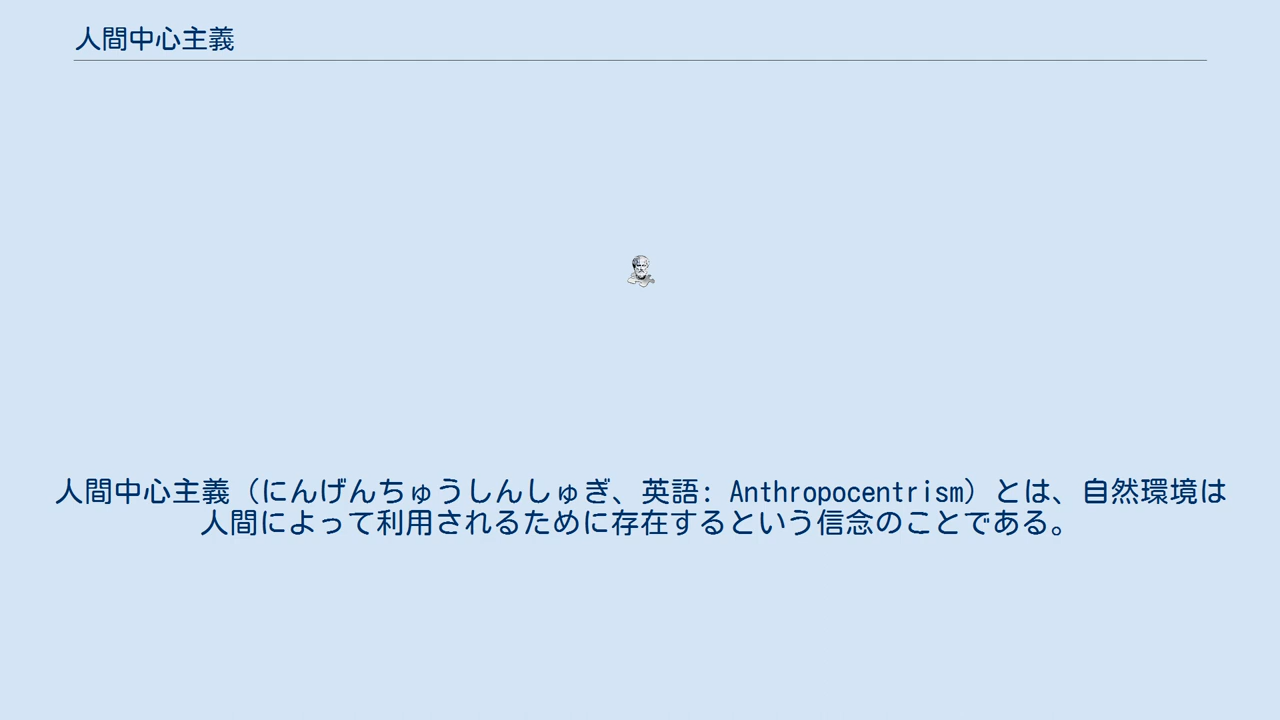 人間中心主義
人間中心主義（にんげんちゅうしんしゅぎ、英語: Anthropocentrism）とは、自然環境は
人間によって利用されるために存在するという信念のことである。